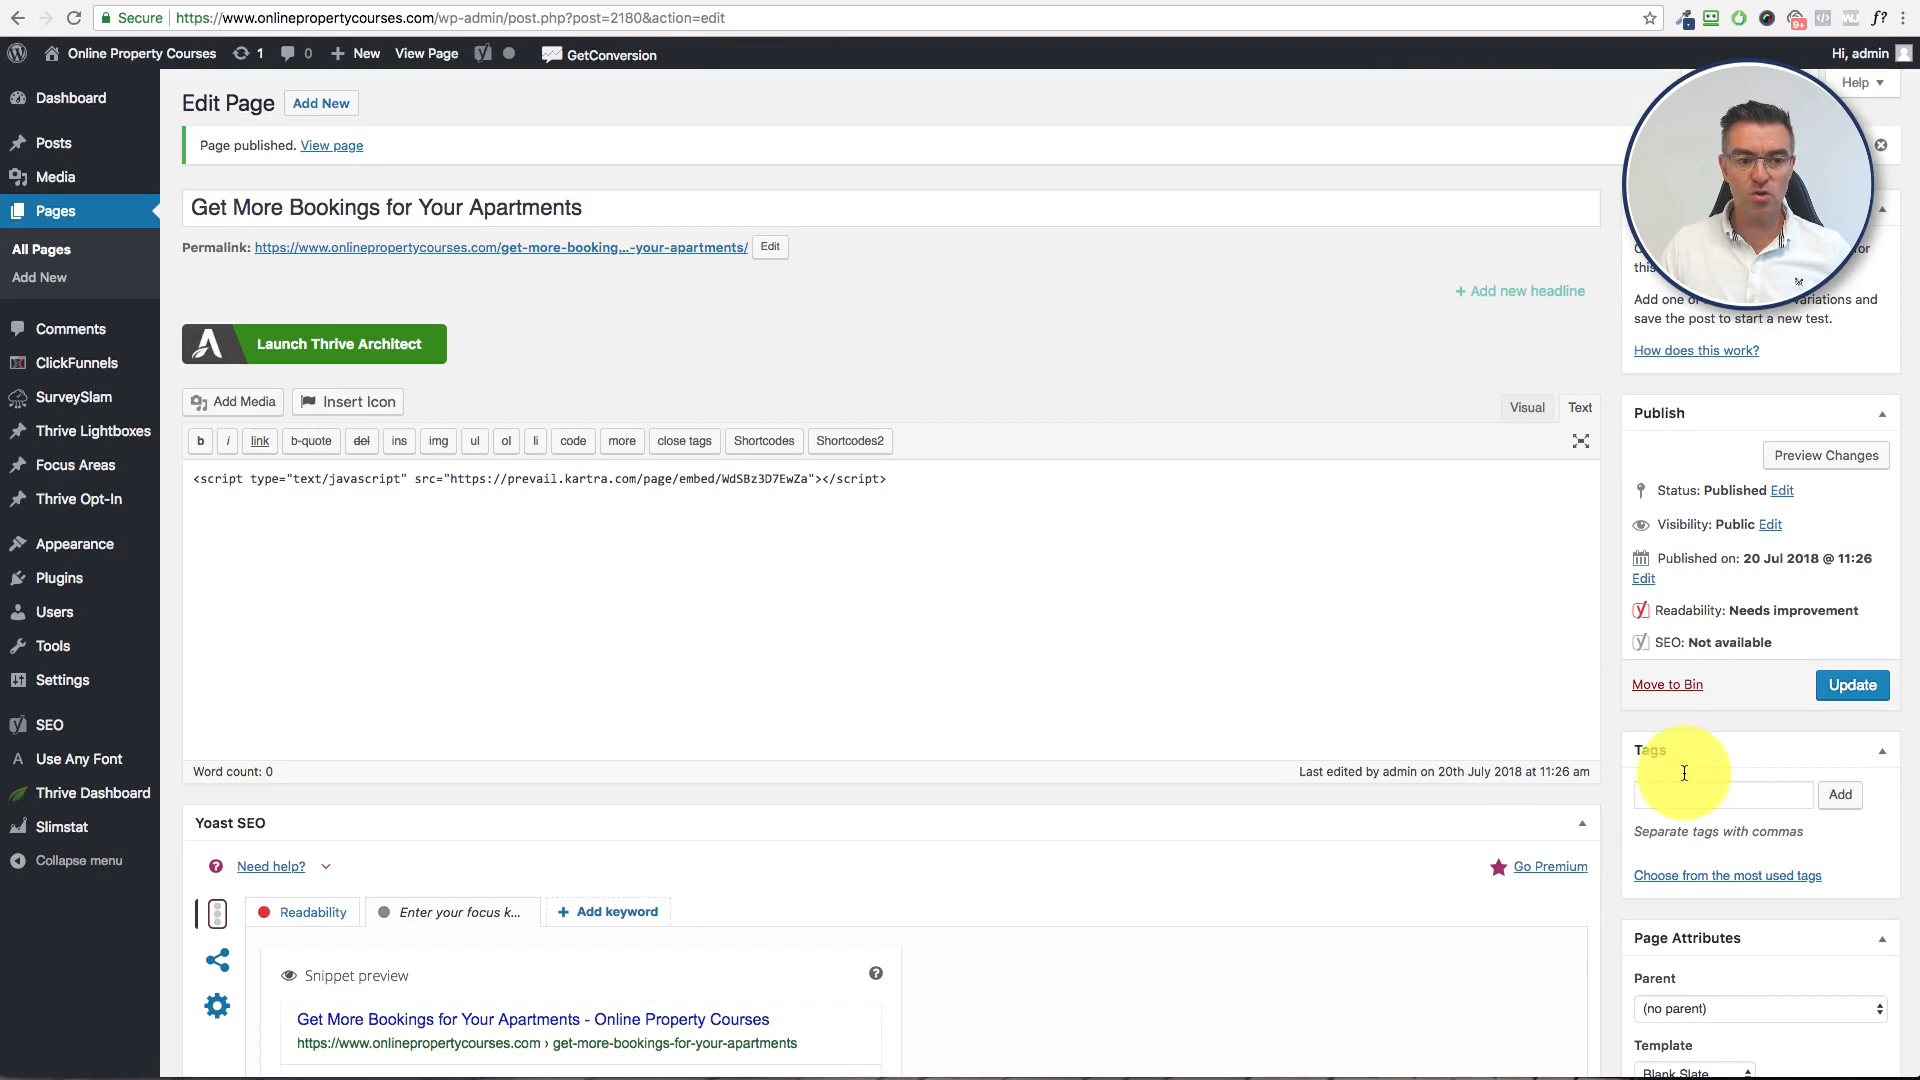 Secure https://www.onlinepropertycourses.com/wp-admin/post.php?post=2180&action=edit
9+
WJ
f?
Online Property Courses 1 0 New View Page GetConversion Hi, admin
Help
Dashboard
Posts
Media
Pages
All Pages
Add New
Comments
ClickFunnels
SurveySlam
Thrive Lightboxes
Focus Areas
Thrive Opt-In
Appearance
Plugins
Users
Tools
Settings
SEO
Use Any Font
Thrive Dashboard
Slimstat
Collapse menu
Edit Page Add New
Page published. View page
Get More Bookings for Your Apartments
Permalink: https://www.onlinepropertycourses.com/get-more-booking...-your-apartments/ Edit
+ Add new headline
Launch Thrive Architect
Add Media Insert Icon Visual Text
b i link b-quote del ins img ul ol li code more close tags Shortcodes Shortcodes2
<script type="text/javascript" src="https://prevail.kartra.com/page/embed/WdSBz3D7EwZa"></script>
Word count: 0 Last edited by admin on 20th July 2018 at 11:26 am
Yoast SEO
Need help? Go Premium
Readability Enter your focus k... + Add keyword
Snippet preview
Get More Bookings for Your Apartments - Online Property Courses
https://www.onlinepropertycourses.com › get-more-bookings-for-your-apartments
for
Add one or variations and
save the post to start a new test.
How does this work?
Publish
Preview Changes
Status: Published Edit
Visibility: Public Edit
Published on: 20 Jul 2018 @ 11:26
Edit
Readability: Needs improvement
SEO: Not available
Move to Bin Update
Tags
Add
Separate tags with commas
Choose from the most used tags
Page Attributes
Parent
(no parent)
Template
Blank Slate